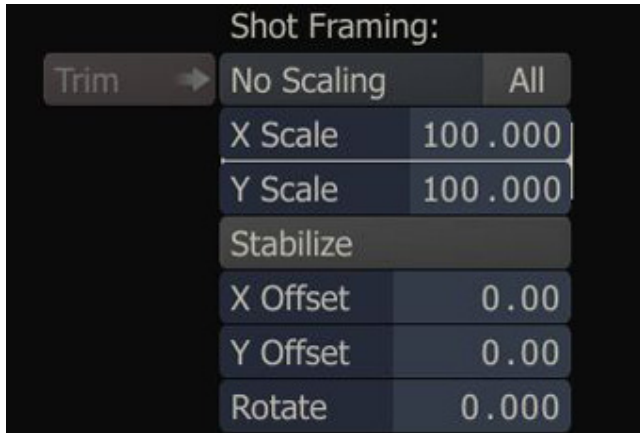 Shot Framing:
Trim No Scaling All
X Scale 100.000
Y Scale 100.000
Stabilize
X Offset 0.00
Y Offset 0.00
Rotate 0.000